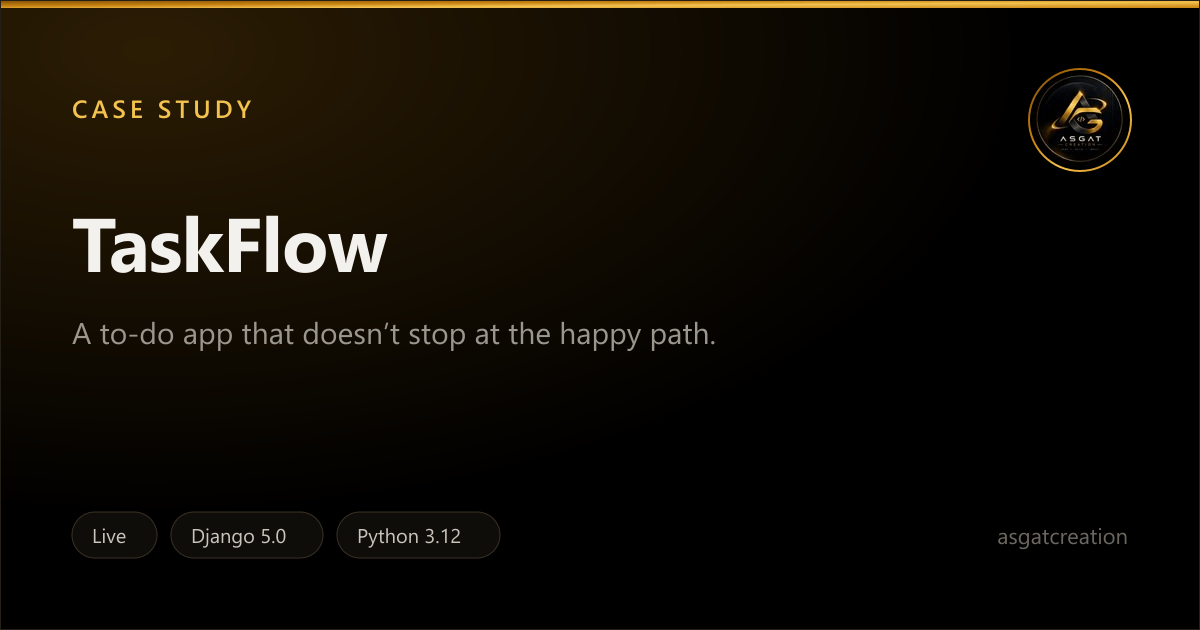 CASE STUDY
ASGAT
CREATION
TaskFlow
A to-do app that doesn’t stop at the happy path.
Live
Django 5.0
Python 3.12
asgatcreation